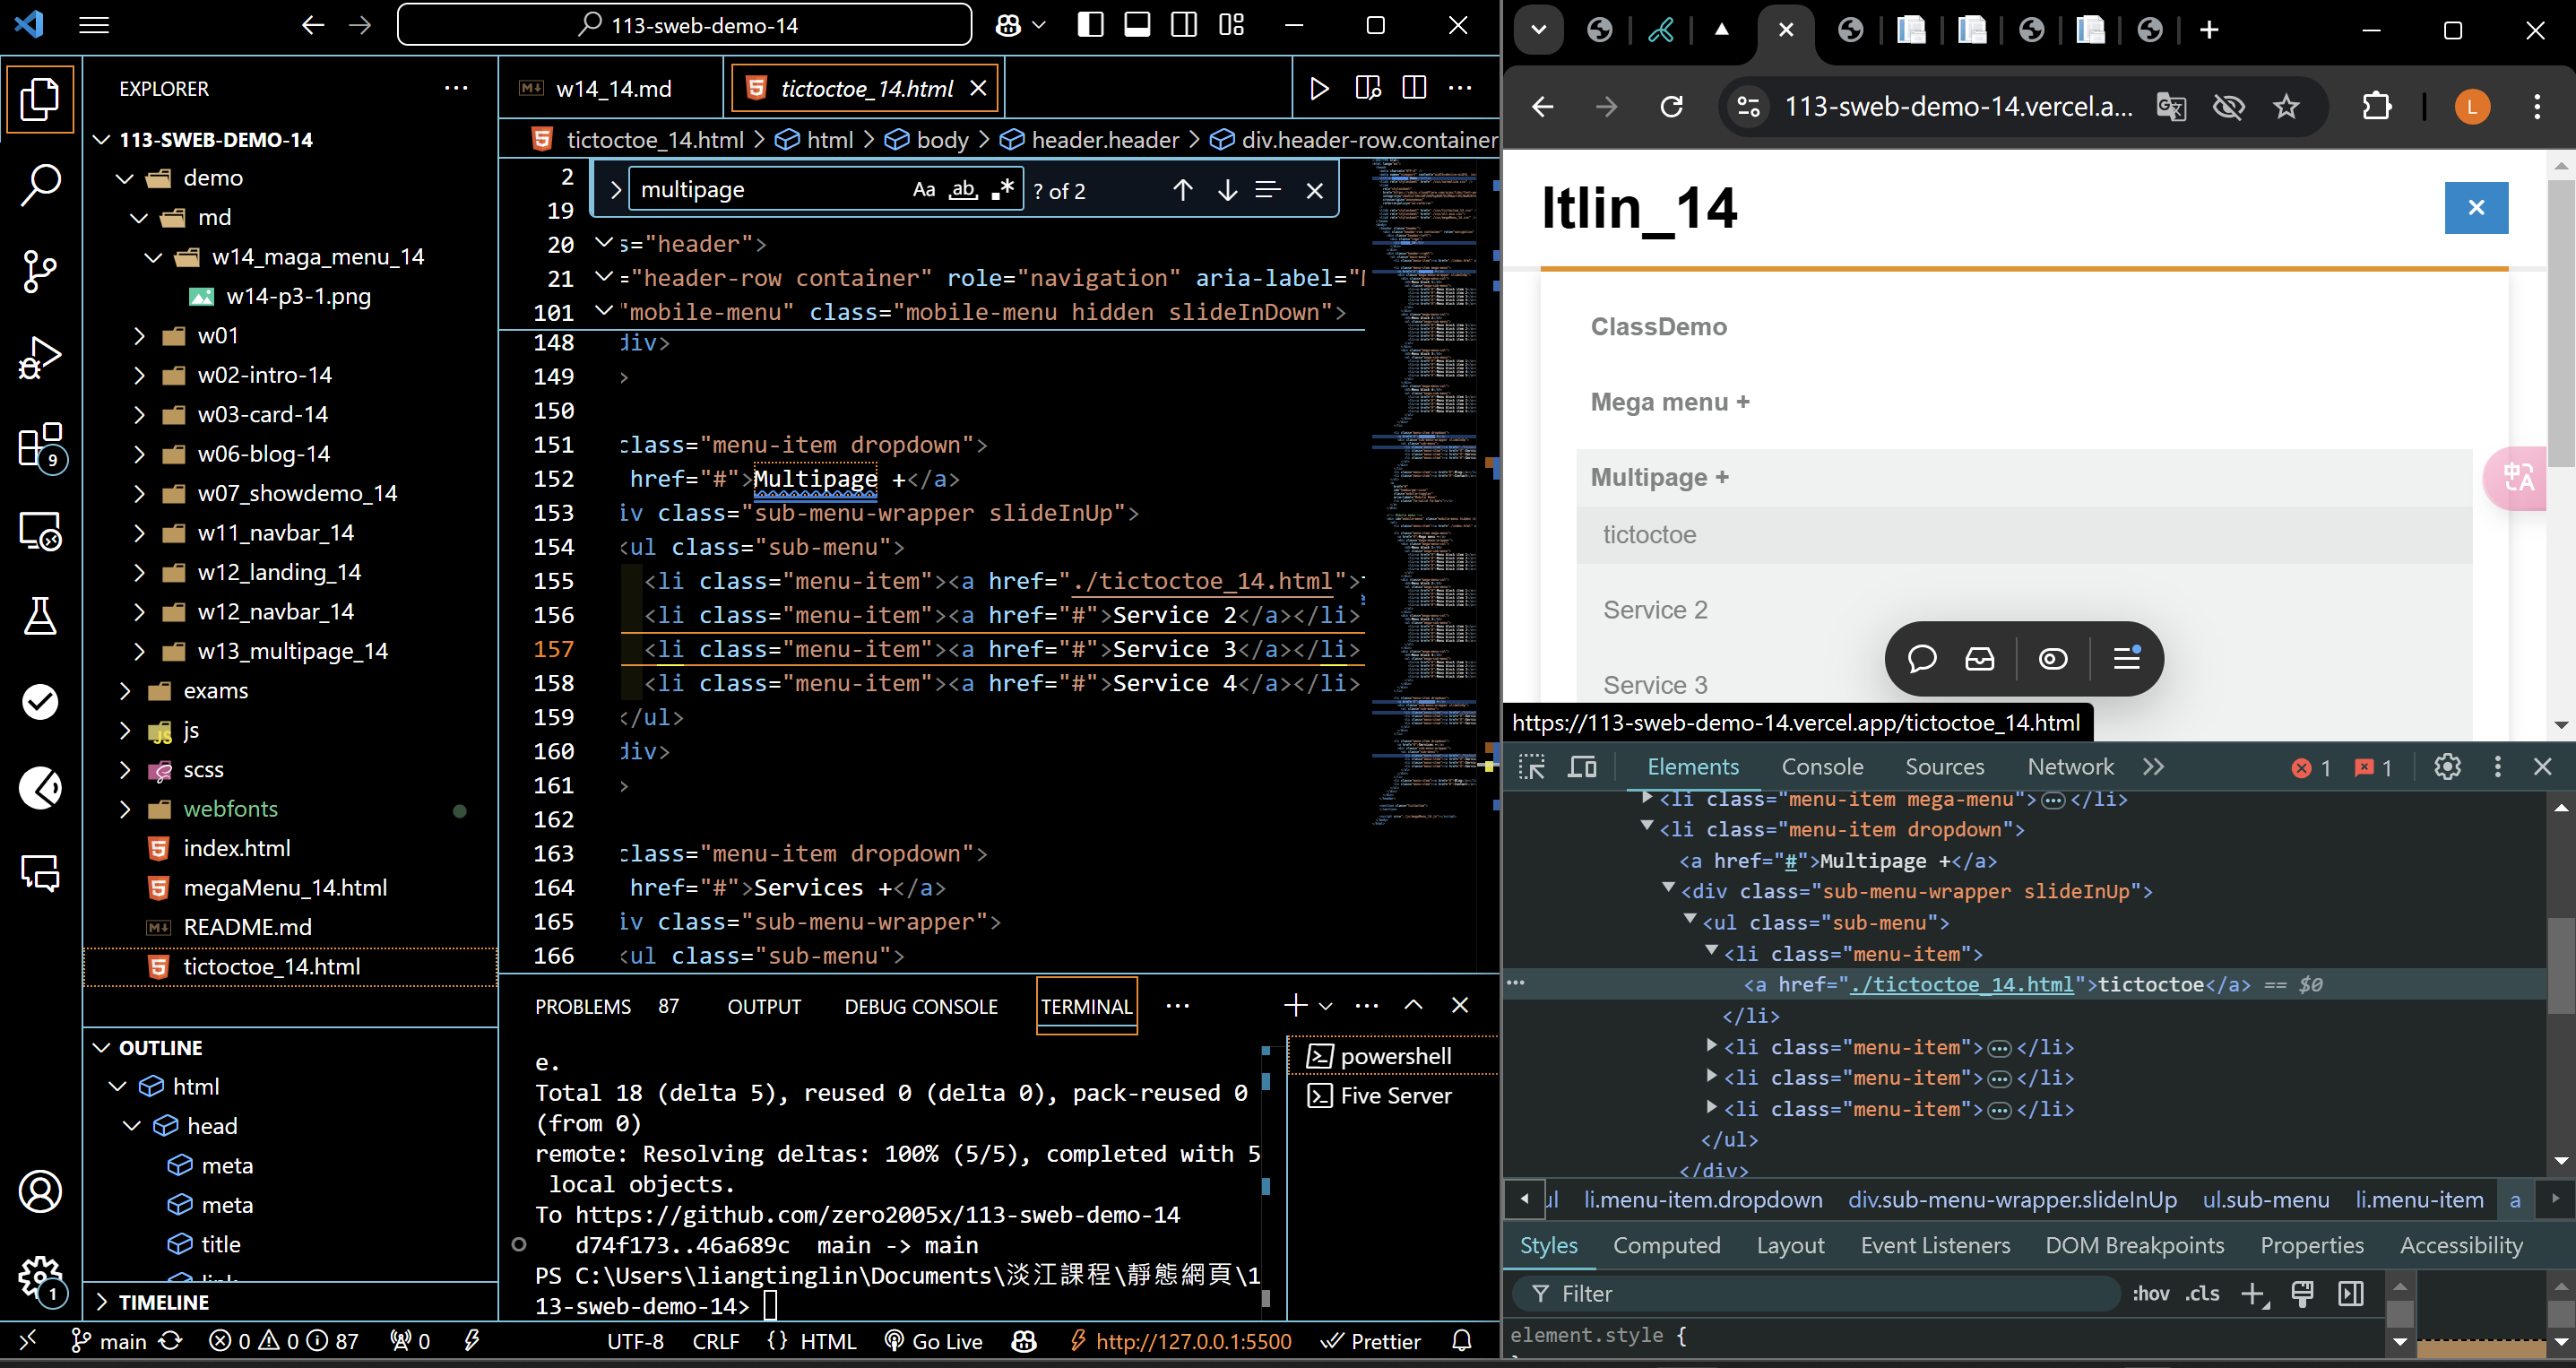 113-sweb-demo-14
EXPLORER
113-SWEB-DEMO-14
demo
md
w14_maga_menu_14
w14-p3-1.png
w01
w02-intro-14
w03-card-14
w06-blog-14
w07_showdemo_14
w11_navbar_14
w12_landing_14
w12_navbar_14
w13_multipage_14
exams
js
scss
webfonts
index.html
megaMenu_14.html
README.md
tictoctoe_14.html
OUTLINE
html
head
meta
meta
title
link
TIMELINE
9
1
w14_14.md
tictoctoe_14.html
tictoctoe_14.html > html > body > header.header > div.header-row.container
multipage
Aa ab ? of 2
2
19
20 s="header">
21 ="header-row container" role="navigation" aria-label="M
101 "mobile-menu" class="mobile-menu hidden slideInDown">
148 div>
149 >
150
151 class="menu-item dropdown">
152 href="#">Multipage +</a>
153 iv class="sub-menu-wrapper slideInUp">
154 <ul class="sub-menu">
155 <li class="menu-item"><a href="./tictoctoe_14.html">
156 <li class="menu-item"><a href="#">Service 2</a></li>
157 <li class="menu-item"><a href="#">Service 3</a></li>
158 <li class="menu-item"><a href="#">Service 4</a></li>
159 </ul>
160 div>
161 >
162
163 class="menu-item dropdown">
164 href="#">Services +</a>
165 iv class="sub-menu-wrapper">
166 <ul class="sub-menu">
PROBLEMS 87 OUTPUT DEBUG CONSOLE TERMINAL
e.
Total 18 (delta 5), reused 0 (delta 0), pack-reused 0
(from 0)
remote: Resolving deltas: 100% (5/5), completed with 5
local objects.
To https://github.com/zero2005x/113-sweb-demo-14
d74f173..46a689c main -> main
PS C:\Users\liangtinglin\Documents\淡江課程\靜態網頁\1
13-sweb-demo-14>
powershell
Five Server
main 0 0 87 0 UTF-8 CRLF {} HTML Go Live http://127.0.0.1:5500 Prettier
113-sweb-demo-14.vercel.a...
L
ltlin_14
ClassDemo
Mega menu +
Multipage +
tictoctoe
Service 2
Service 3
中A
https://113-sweb-demo-14.vercel.app/tictoctoe_14.html
Elements Console Sources Network 1 1
<li class="menu-item mega-menu">…</li>
<li class="menu-item dropdown">
<a href="#">Multipage +</a>
<div class="sub-menu-wrapper slideInUp">
<ul class="sub-menu">
<li class="menu-item">
<a href="./tictoctoe_14.html">tictoctoe</a> == $0
</li>
<li class="menu-item">…</li>
<li class="menu-item">…</li>
<li class="menu-item">…</li>
</ul>
</div>
ul li.menu-item.dropdown div.sub-menu-wrapper.slideInUp ul.sub-menu li.menu-item a
Styles Computed Layout Event Listeners DOM Breakpoints Properties Accessibility
Filter :hov .cls
element.style {